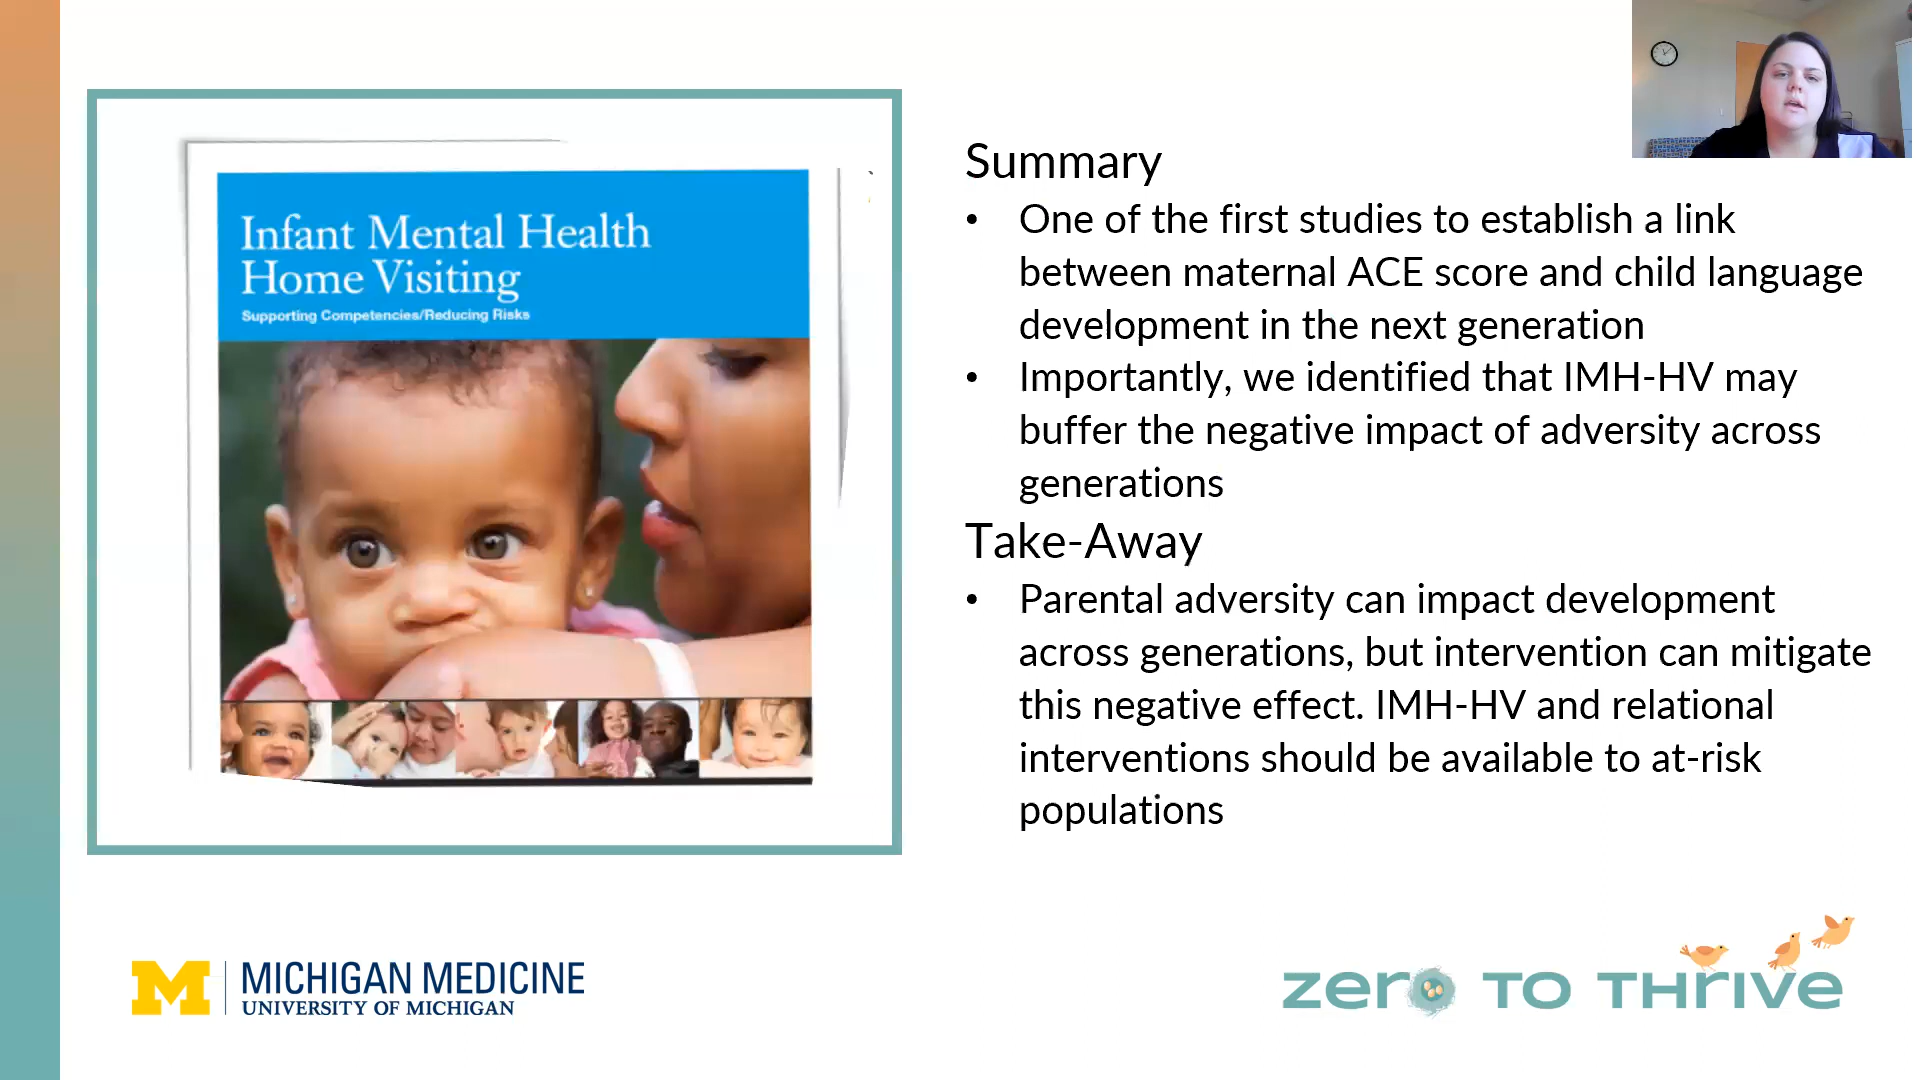 Infant Mental Health
Home Visiting
Supporting Competencies/Reducing Risks
Summary
• One of the first studies to establish a link
between maternal ACE score and child language
development in the next generation
• Importantly, we identified that IMH-HV may
buffer the negative impact of adversity across
generations
Take-Away
• Parental adversity can impact development
across generations, but intervention can mitigate
this negative effect. IMH-HV and relational
interventions should be available to at-risk
populations
M MICHIGAN MEDICINE
UNIVERSITY OF MICHIGAN
zero TO THrive